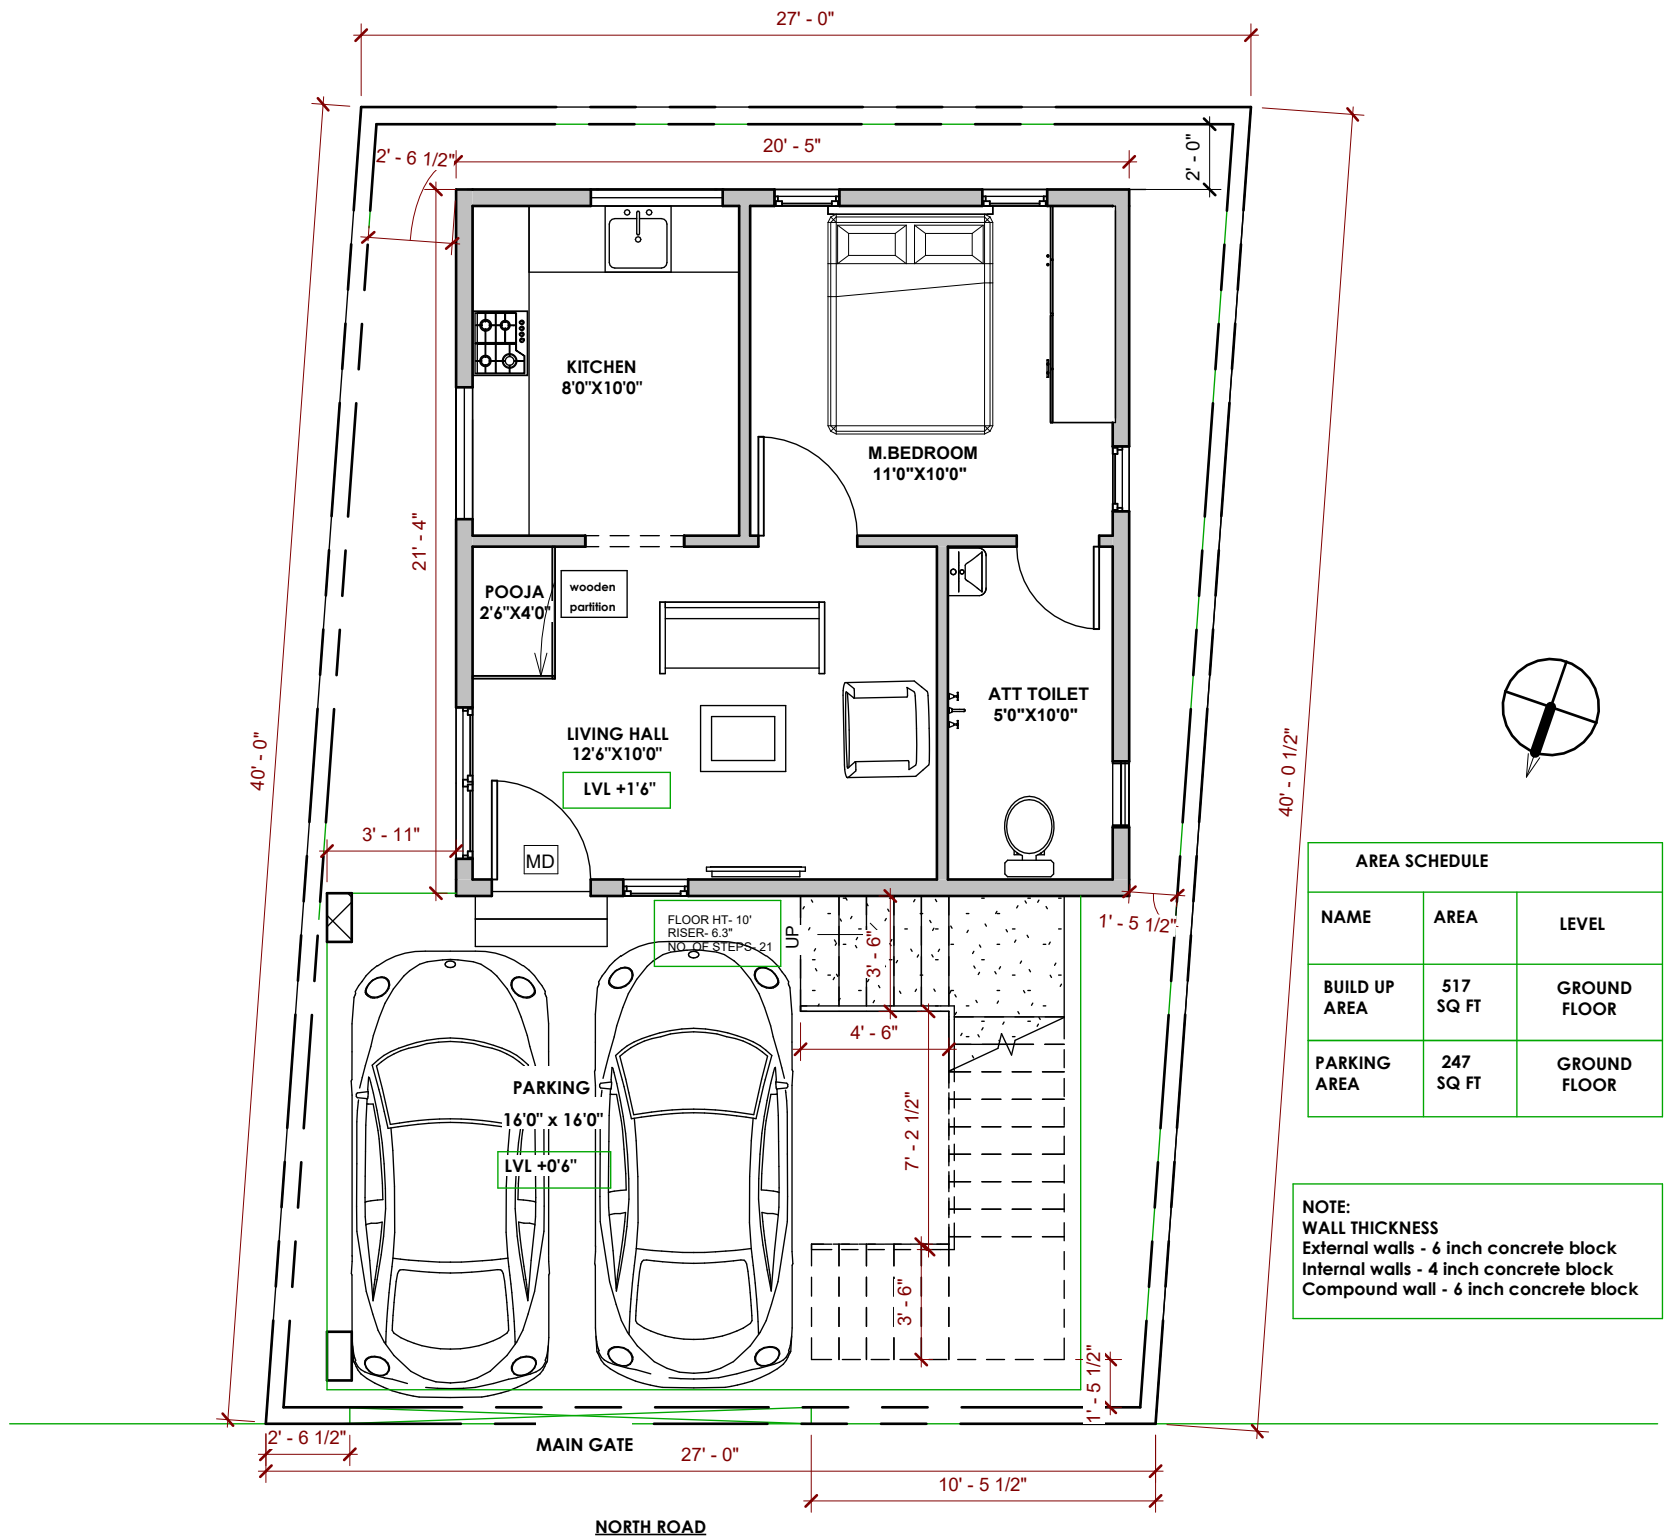 27' - 0"
20' - 5"
2' - 6 1/2"
2' - 0"
KITCHEN
8'0"X10'0"
M.BEDROOM
11'0"X10'0"
21' - 4"
POOJA
2'6"X4'0"
wooden
partition
ATT TOILET
5'0"X10'0"
LIVING HALL
12'6"X10'0"
LVL +1'6"
40' - 0"
40' - 0 1/2"
3' - 11"
MD
FLOOR HT- 10'
RISER- 6.3"
NO. OF STEPS- 21
UP
3' - 6"
1' - 5 1/2"
4' - 6"
PARKING
16'0" x 16'0"
LVL +0'6"
7' - 2 1/2"
3' - 6"
1' - 5 1/2"
2' - 6 1/2"
MAIN GATE
27' - 0"
10' - 5 1/2"
NORTH ROAD
AREA SCHEDULE
NAME AREA LEVEL
BUILD UP 517 GROUND
AREA SQ FT FLOOR
PARKING 247 GROUND
AREA SQ FT FLOOR
NOTE:
WALL THICKNESS
External walls - 6 inch concrete block
Internal walls - 4 inch concrete block
Compound wall - 6 inch concrete block